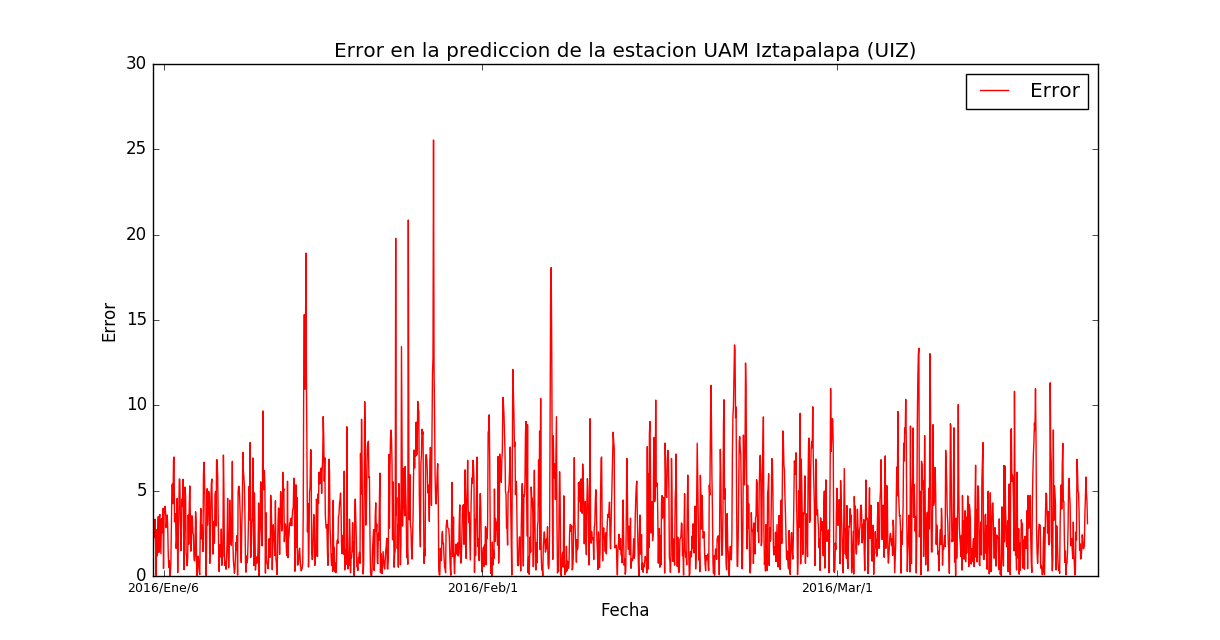 Error en la prediccion de la estacion UAM Iztapalapa (UIZ)
Error
30
25
20
15
10
5
0
Error
2016/Ene/6
2016/Feb/1
2016/Mar/1
Fecha